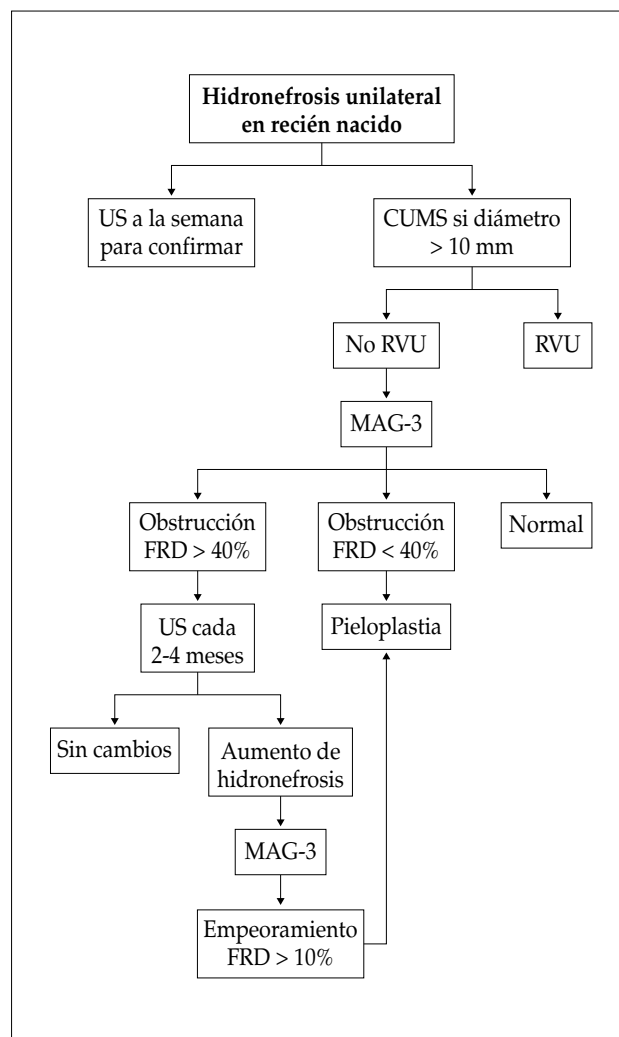 Hidronefrosis unilateral
en recién nacido
US a la semana
para confirmar
CUMS si diámetro
> 10 mm
No RVU
RVU
MAG-3
Obstrucción
FRD > 40%
Obstrucción
FRD < 40%
Normal
US cada
2-4 meses
Pieloplastia
Sin cambios
Aumento de
hidronefrosis
MAG-3
Empeoramiento
FRD > 10%